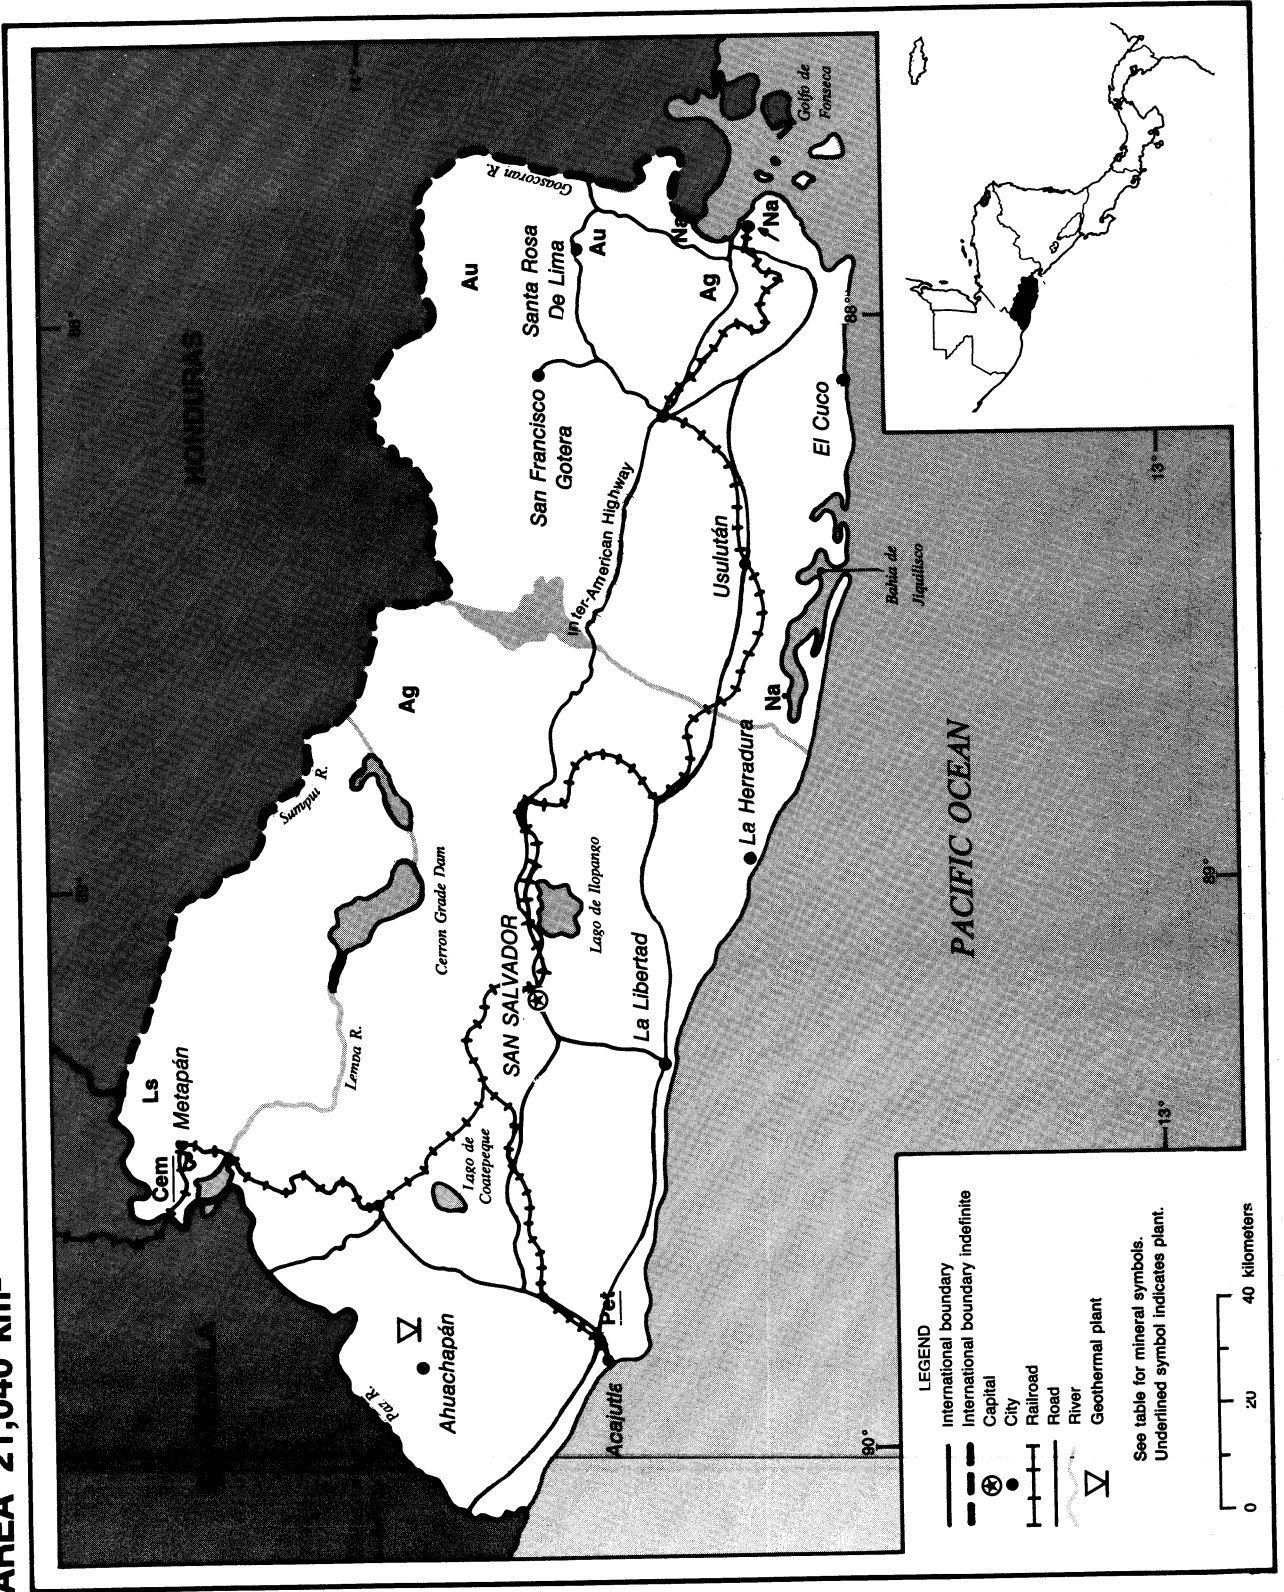 AREA 21,040 km²
HONDURAS
14°
88°
89°
Golfo de
Fonseca
Goascoran R.
Au
Santa Rosa
De Lima
Au
Na
Na
Ag
88°
San Francisco
Gotera
El Cuco
Inter-American Highway
Usulután
Bahia de
Jiquilisco
13°
Ag
Na
Sumpul R.
La Herradura
PACIFIC OCEAN
89°
Cerron Grade Dam
Lago de Ilopango
SAN SALVADOR
La Libertad
Lempa R.
Ls
Metapán
Cem
Lago de
Coatepeque
13°
Pet
Ahuachapán
Paz R.
Acajutla
90°
LEGEND
International boundary
International boundary indefinite
Capital
City
Railroad
Road
River
Geothermal plant
See table for mineral symbols.
Underlined symbol indicates plant.
0 20 40 kilometers